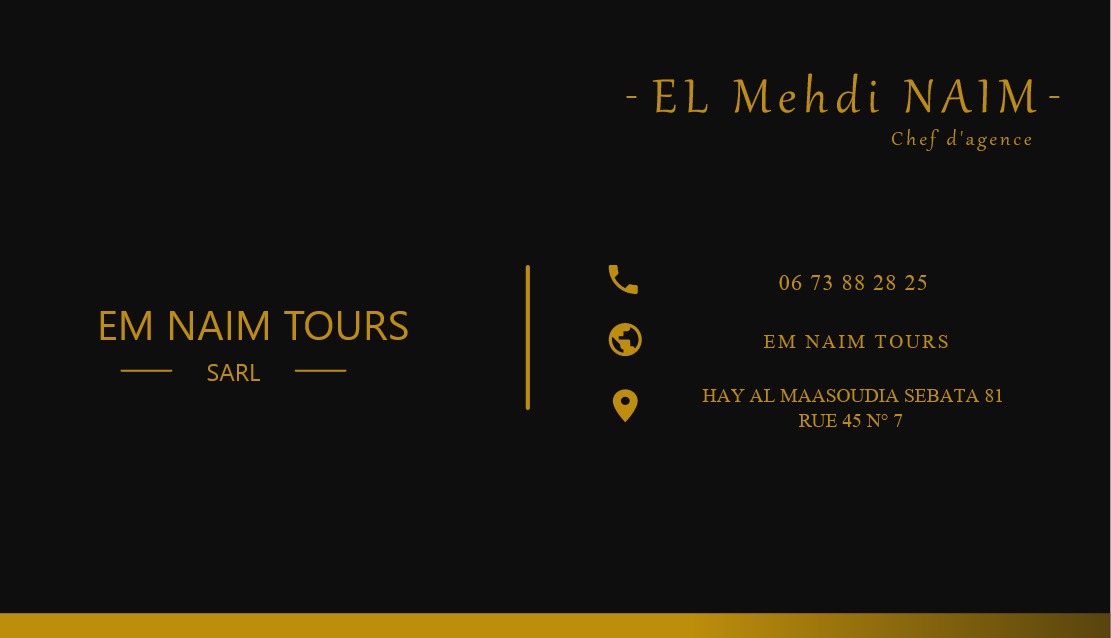 - EL Mehdi NAIM -
Chef d'agence
EM NAIM TOURS
SARL
06 73 88 28 25
EM NAIM TOURS
HAY AL MAASOUDIA SEBATA 81
RUE 45 N° 7